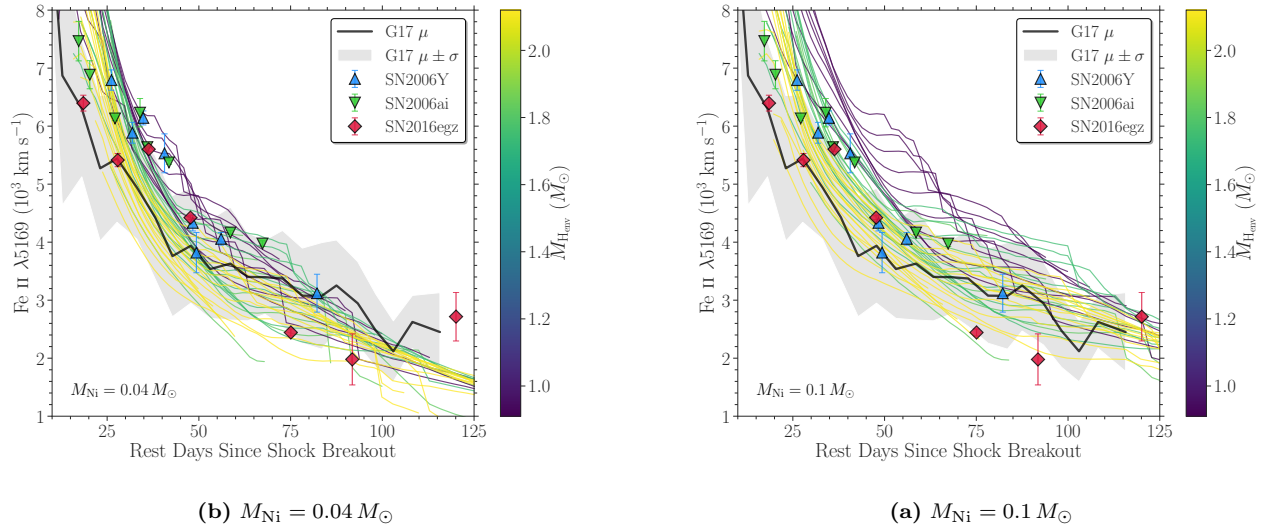 8
7
6
5
4
3
2
1
Fe II λ5169 (10³ km s⁻¹)
G17 μ
G17 μ ± σ
SN2006Y
SN2006ai
SN2016egz
M_Ni = 0.04 M_⊙
25 50 75 100 125
Rest Days Since Shock Breakout
2.0
1.8
1.6
1.4
1.2
1.0
M_H_env (M_⊙)
(b) M_Ni = 0.04 M_⊙
8
7
6
5
4
3
2
1
Fe II λ5169 (10³ km s⁻¹)
G17 μ
G17 μ ± σ
SN2006Y
SN2006ai
SN2016egz
M_Ni = 0.1 M_⊙
25 50 75 100 125
Rest Days Since Shock Breakout
2.0
1.8
1.6
1.4
1.2
1.0
M_H_env (M_⊙)
(a) M_Ni = 0.1 M_⊙